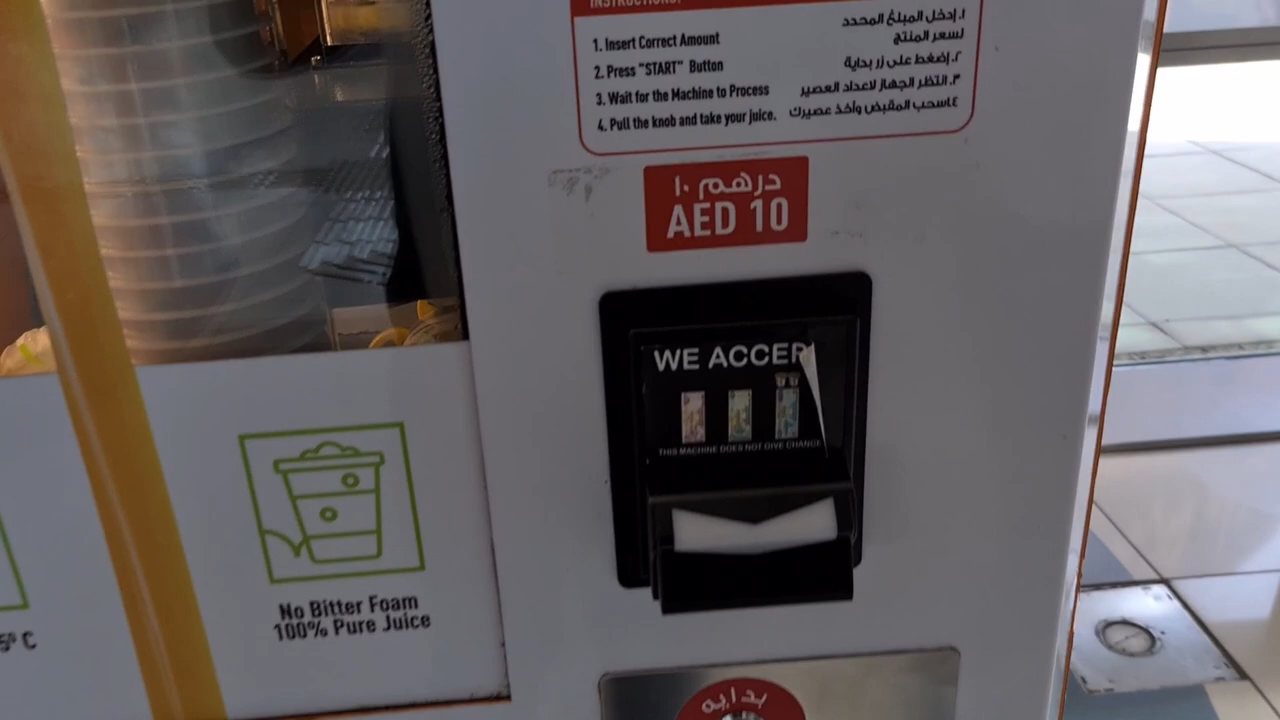 INSTRUCTIONS:
1. Insert Correct Amount
2. Press "START" Button
3. Wait for the Machine to Process
4. Pull the knob and take your juice.
١. إدخل المبلغ المحدد
لسعر المنتج
٢. إضغط على زر بداية
٣. انتظر الجهاز لاعداد العصير
٤. اسحب المقبض وأخذ عصيرك
درهم ١٠
AED 10
WE ACCEP
THIS MACHINE DOES NOT GIVE CHANGE
No Bitter Foam
100% Pure Juice
5º C
بدايه